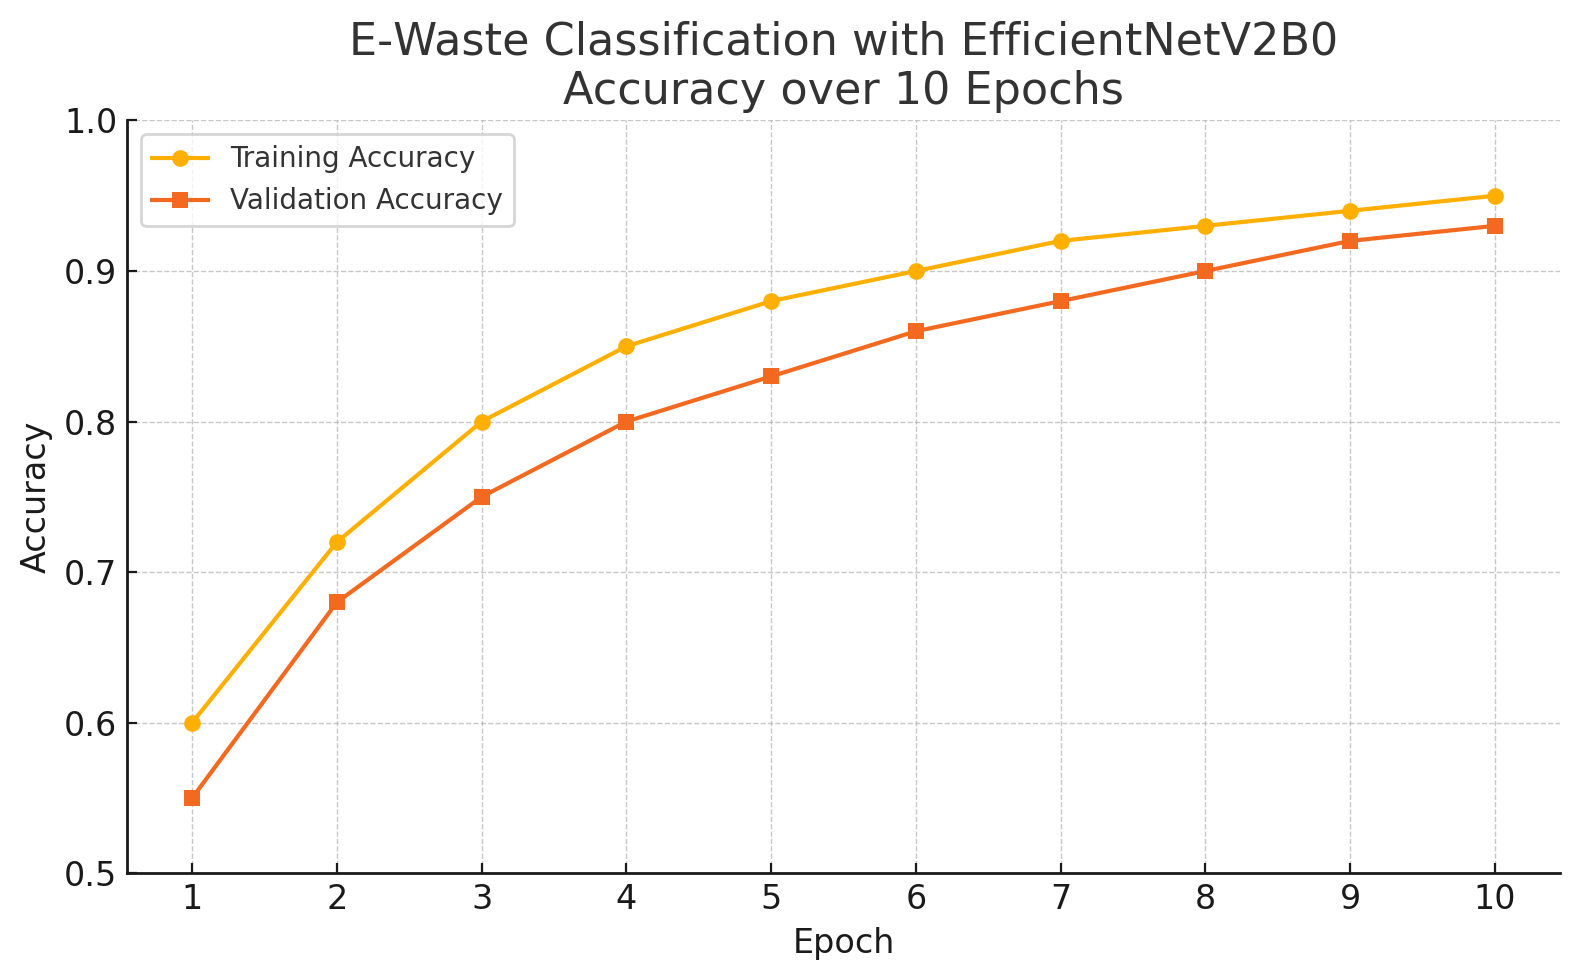 E-Waste Classification with EfficientNetV2B0
Accuracy over 10 Epochs
Training Accuracy
Validation Accuracy
Accuracy
1.0
0.9
0.8
0.7
0.6
0.5
1 2 3 4 5 6 7 8 9 10
Epoch